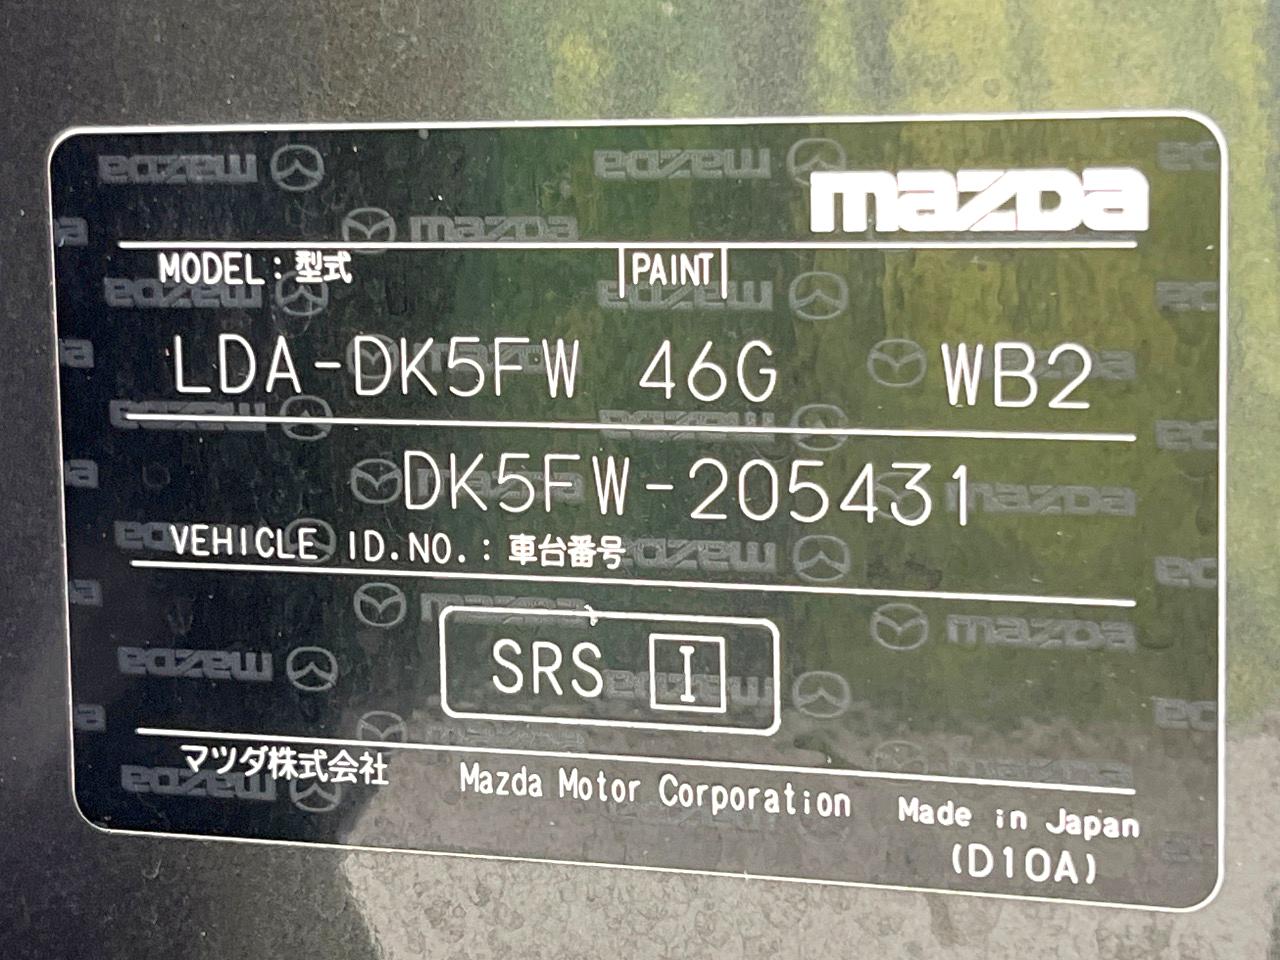 mazda
MODEL: 型式 PAINT
LDA-DK5FW 46G WB2
DK5FW-205431
VEHICLE ID.NO.: 車台番号
SRS I
マツダ株式会社 Mazda Motor Corporation Made in Japan
(D10A)